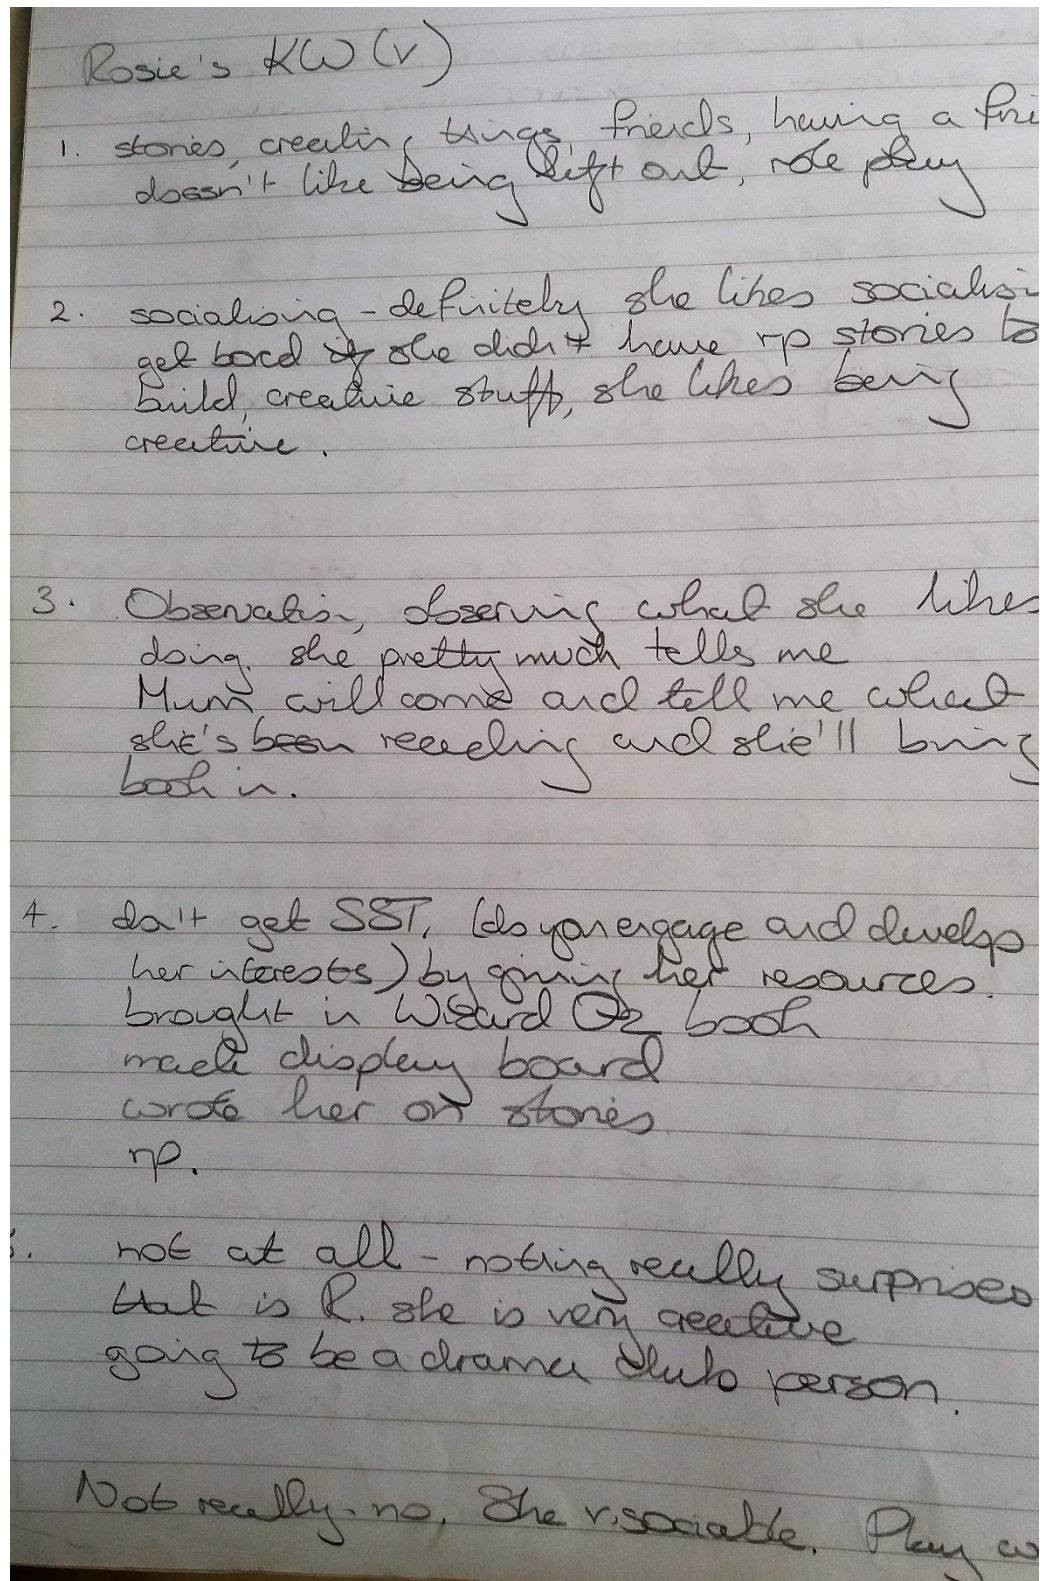 Rosie's KW (v)
1. stories, creating things, friends, having a frie
doesn't like being left out, role play
2. socialising - definitely she likes socialisi
get bored if she didn't have rp stories to
build, creative stuff, she likes being
creative.
3. Observation, observing what she likes
doing. she pretty much tells me
Mum will come and tell me what
she's been reading and she'll bring
book in.
4. don't get SST. (do you engage and develop
her interests) by giving her resources.
brought in Wizard Oz book
made display board
wrote her on stories
rp.
not at all - nothing really surprises
that is R. she is very creative
going to be a drama club person.
Not really. no. She v. sociable. Play w